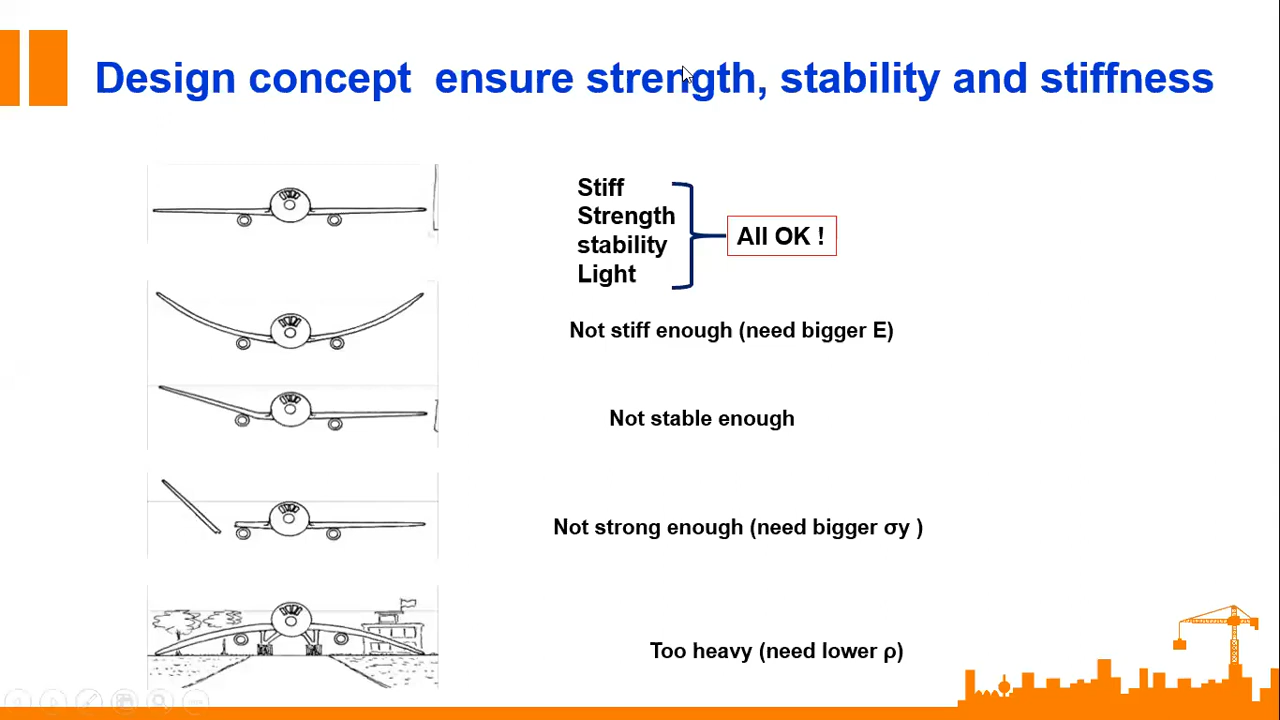 Design concept  ensure strength, stability and stiffness
Stiff
Strength
stability
Light
All OK !
Not stiff enough (need bigger E)
Not stable enough
Not strong enough (need bigger σy )
Too heavy (need lower ρ)